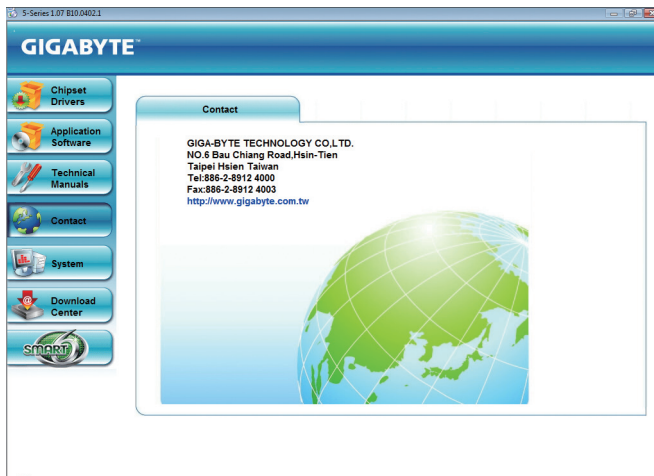 5-Series 1.07 B10.0402.1
GIGABYTE™
Chipset
Drivers
Application
Software
Technical
Manuals
Contact
System
Download
Center
SMART 6
Contact
GIGA-BYTE TECHNOLOGY CO,LTD.
NO.6 Bau Chiang Road,Hsin-Tien
Taipei Hsien Taiwan
Tel:886-2-8912 4000
Fax:886-2-8912 4003
http://www.gigabyte.com.tw